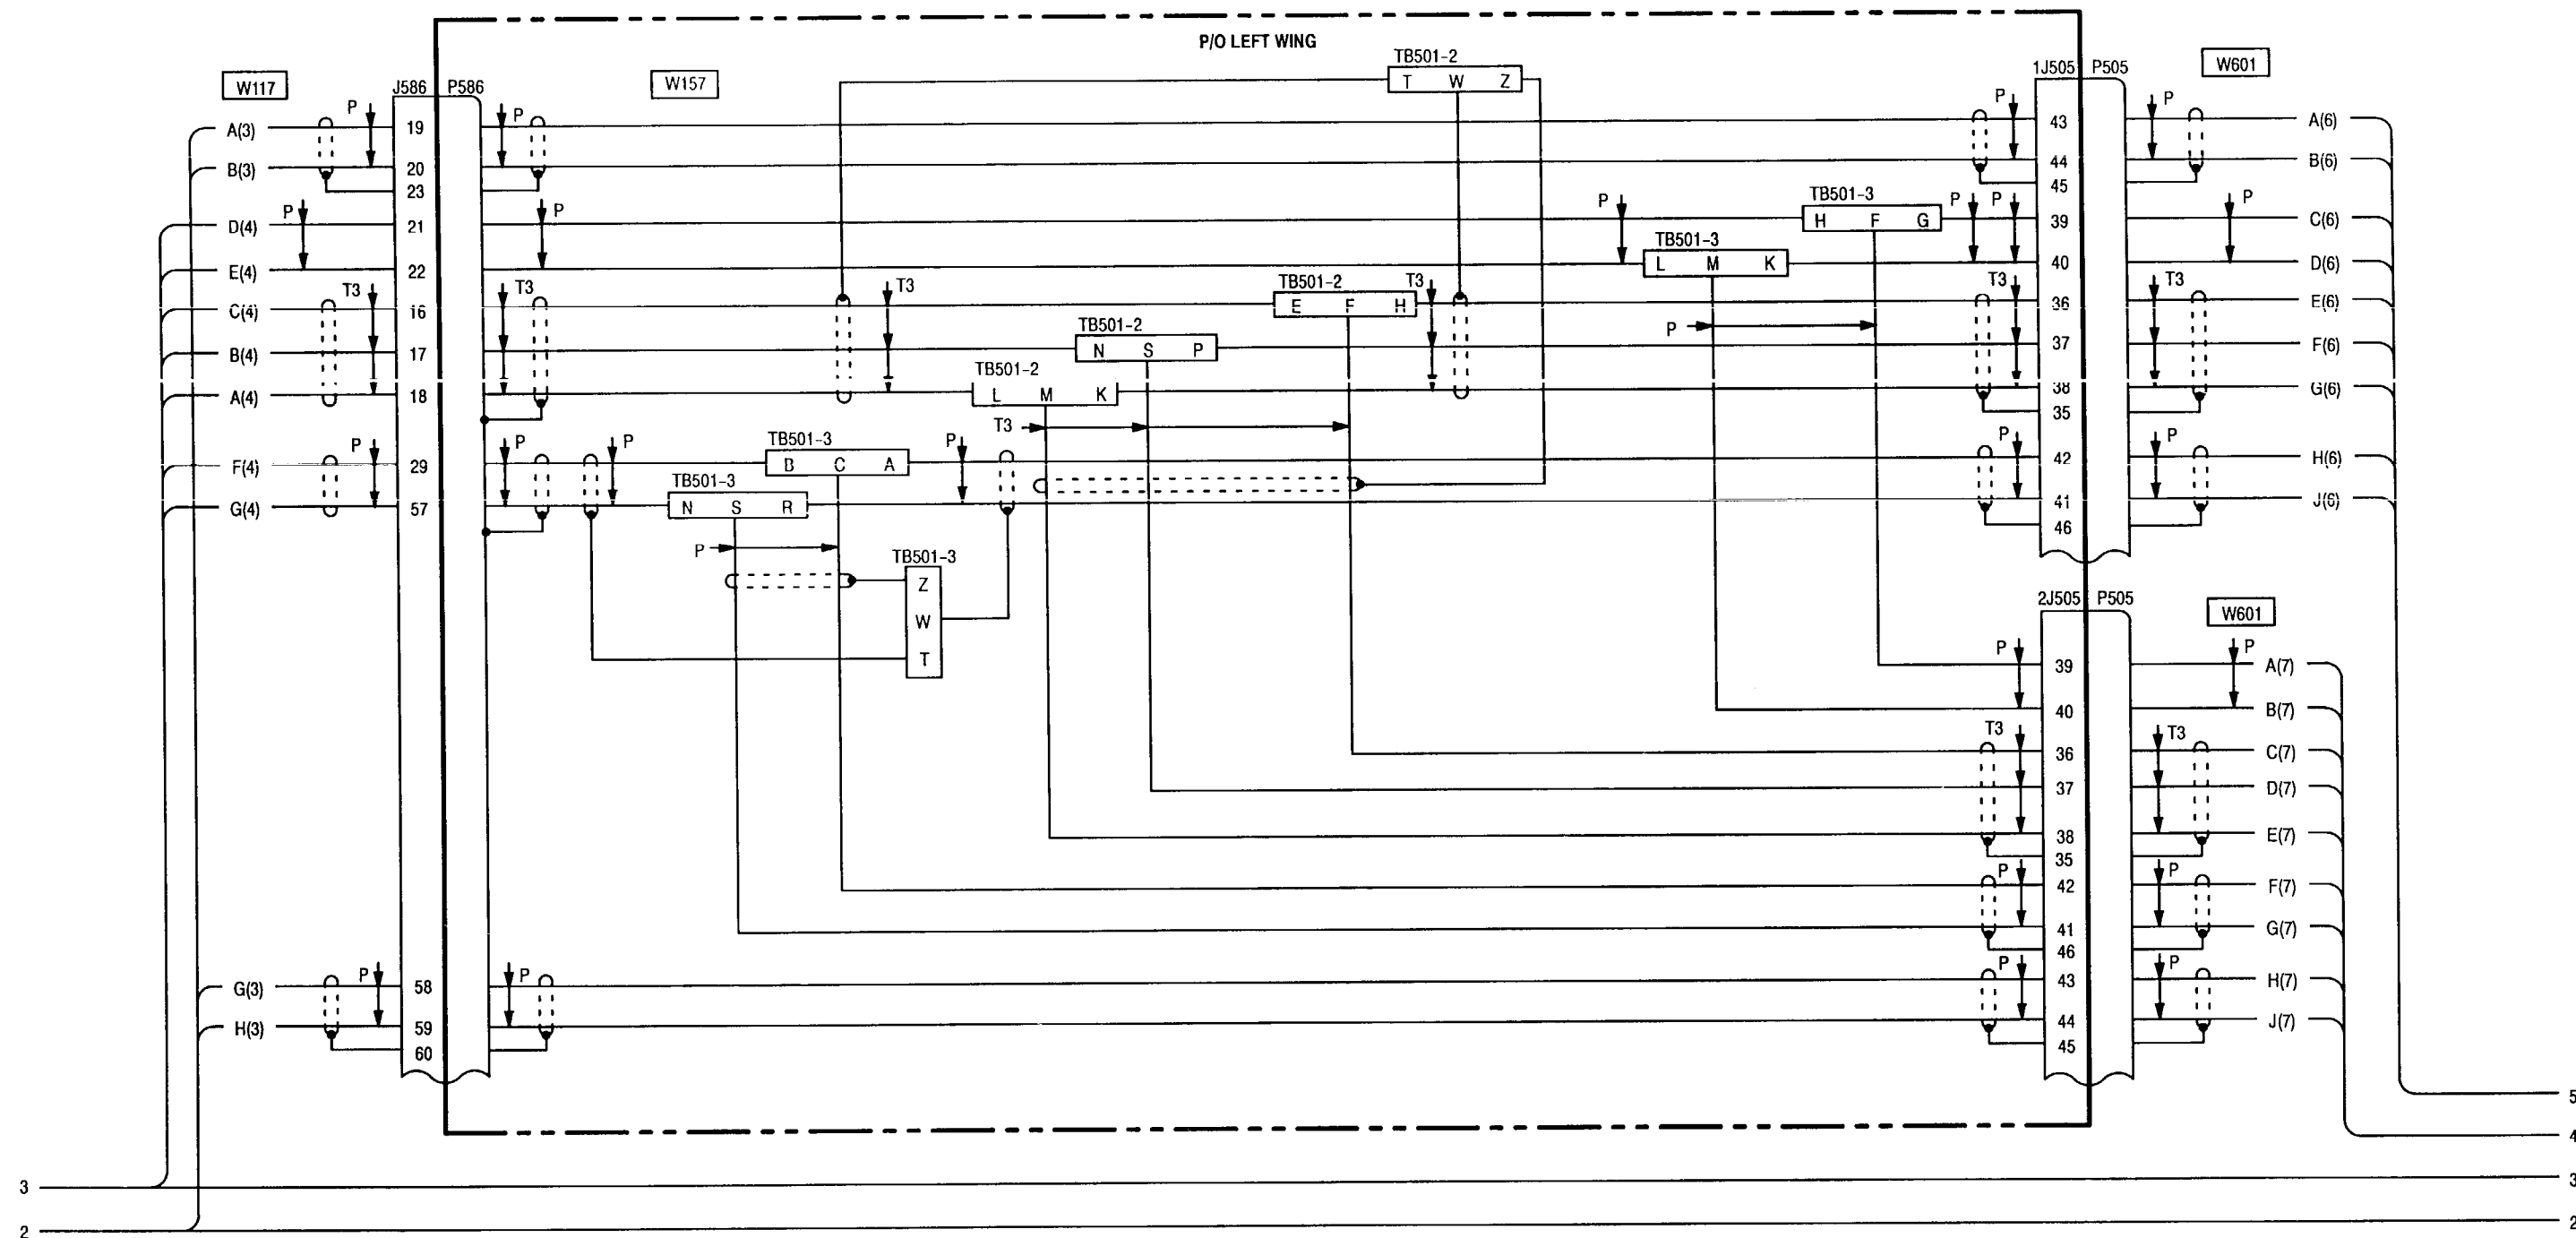 P/O LEFT WING
TB501-2
T W Z
W117
J586 P586
W157
1J505 P505
W601
A(3) P 19 P P 43 P A(6)
B(3) 20 44 B(6)
23 45
TB501-3
D(4) P 21 P P H F G P P 39 P C(6)
TB501-3
E(4) 22 L M K 40 D(6)
TB501-2
C(4) T3 16 T3 T3 E F H T3 T3 36 T3 E(6)
P
TB501-2
B(4) 17 N S P 37 F(6)
TB501-2
A(4) 18 L M K 38 G(6)
35
T3
TB501-3
F(4) P 29 P P B C A P P 42 P H(6)
TB501-3
G(4) 57 N S R 41 J(6)
46
P
TB501-3
Z
W
T
2J505 P505
W601
P 39 P A(7)
40 B(7)
T3 36 T3 C(7)
37 D(7)
38 E(7)
35
P 42 P F(7)
41 G(7)
46
G(3) P 58 P P 43 P H(7)
H(3) 59 44 J(7)
60 45
5
4
3 3
2 2